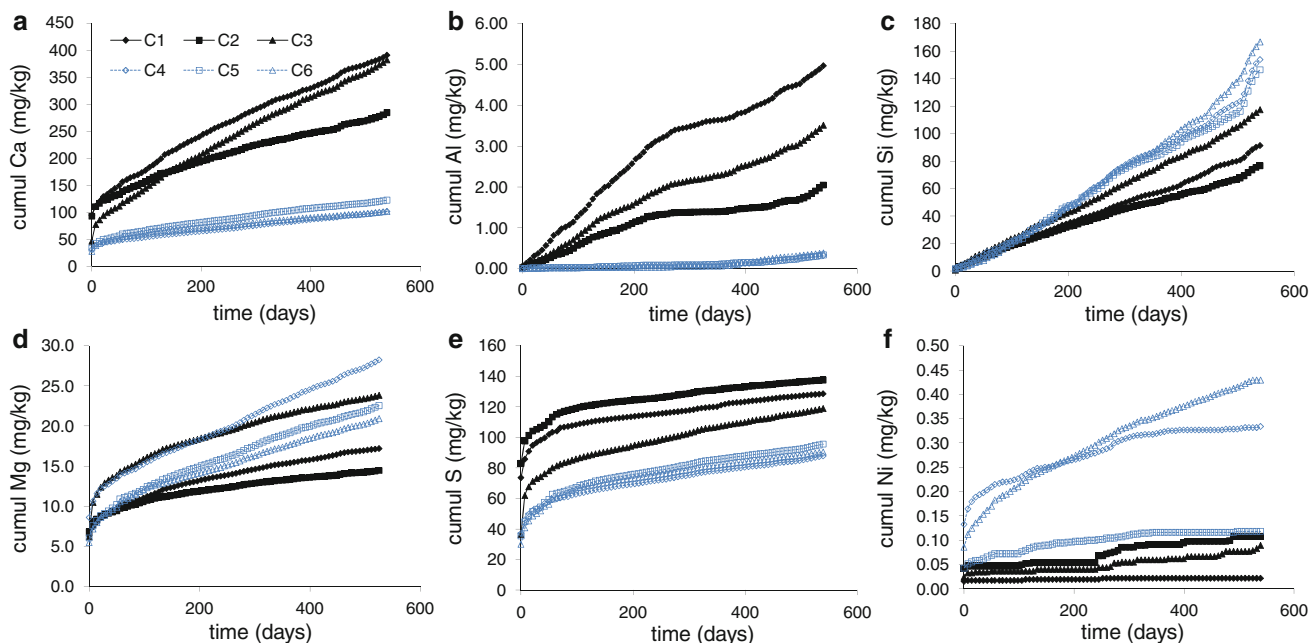 a
450
400
350
300
250
200
150
100
50
0
cumul Ca (mg/kg)
C1 C2 C3
C4 C5 C6
0 200 400 600
time (days)
b
6.00
5.00
4.00
3.00
2.00
1.00
0.00
cumul Al (mg/kg)
0 200 400 600
time (days)
c
180
160
140
120
100
80
60
40
20
0
cumul Si (mg/kg)
0 200 400 600
time (days)
d
30.0
25.0
20.0
15.0
10.0
5.0
0.0
cumul Mg (mg/kg)
0 200 400 600
time (days)
e
160
140
120
100
80
60
40
20
0
cumul S (mg/kg)
0 200 400 600
time (days)
f
0.50
0.45
0.40
0.35
0.30
0.25
0.20
0.15
0.10
0.05
0.00
cumul Ni (mg/kg)
0 200 400 600
time (days)